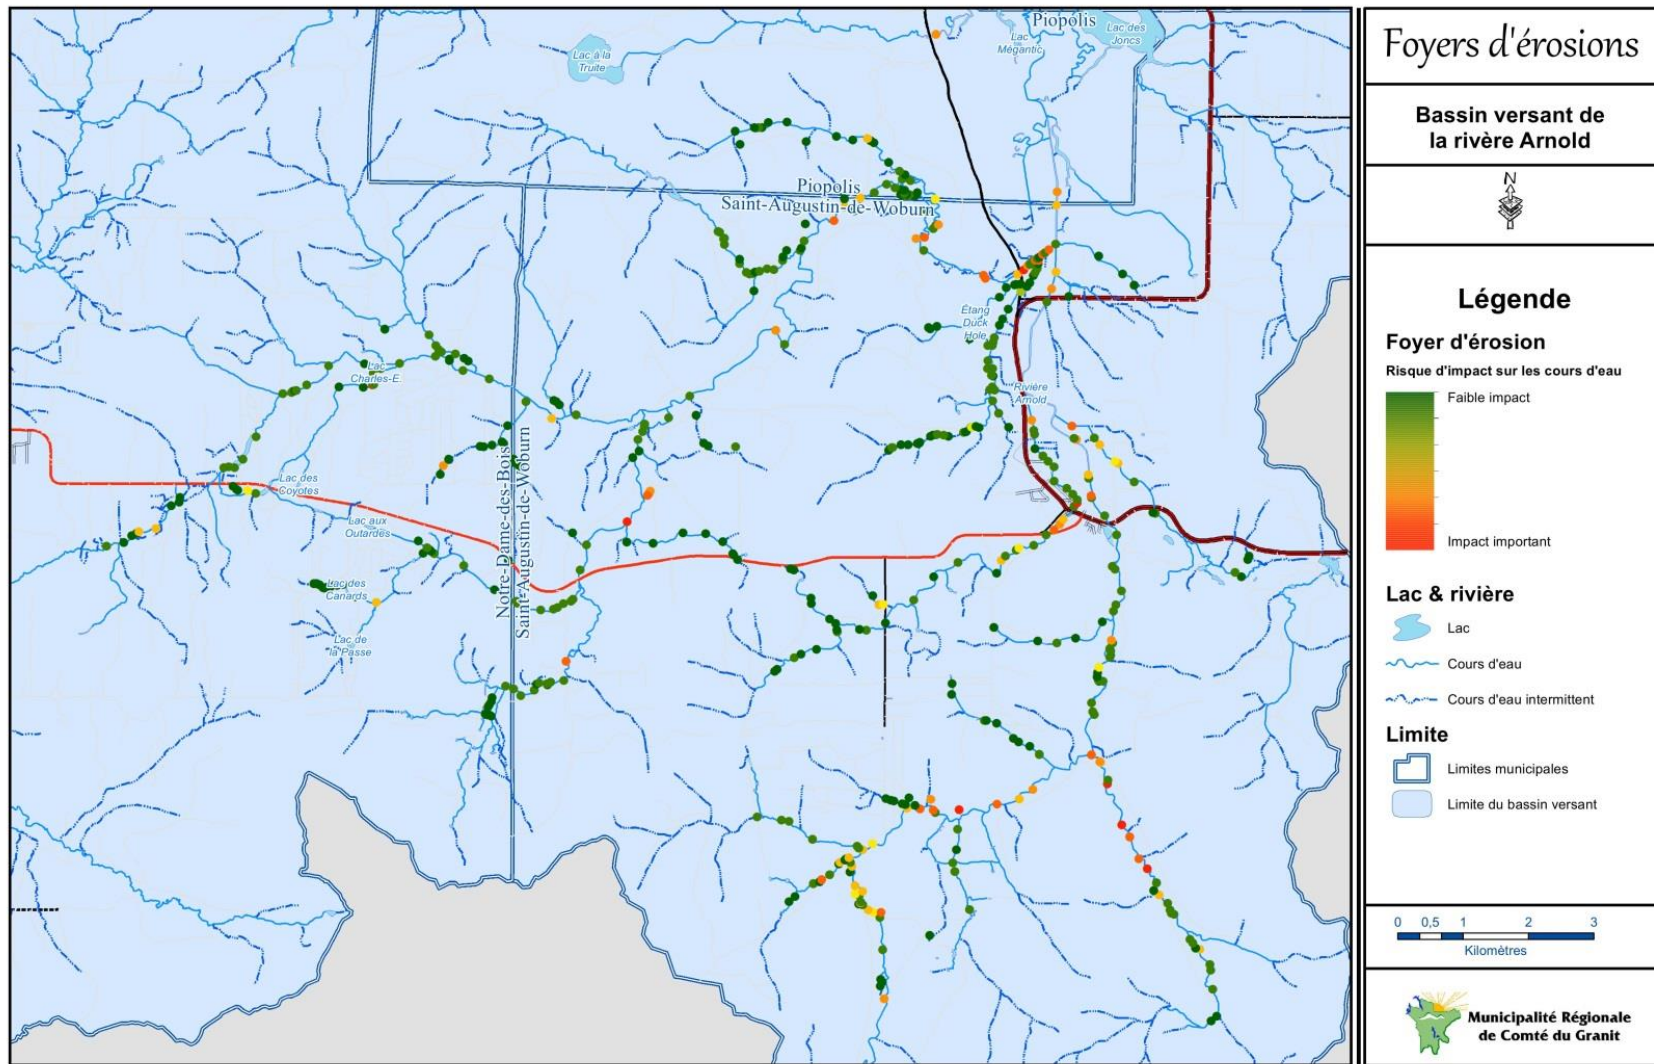 Piopolis
Lac
Mégantic
Lac des
Joncs
Lac à la
Truite
Piopolis
Saint-Augustin-de-Woburn
Étang
Duck
Hole
Lac
Charles-E.
Rivière
Arnold
Notre-Dame-des-Bois
Saint-Augustin-de-Woburn
Lac des
Coyotes
Lac aux
Outardes
Lac des
Canards
Lac de
la Passe
Foyers d'érosions
Bassin versant de
la rivère Arnold
N
Légende
Foyer d'érosion
Risque d'impact sur les cours d'eau
Faible impact
Impact important
Lac & rivière
Lac
Cours d'eau
Cours d'eau intermittent
Limite
Limites municipales
Limite du bassin versant
0 0,5 1 2 3
Kilomètres
Municipalité Régionale
de Comté du Granit